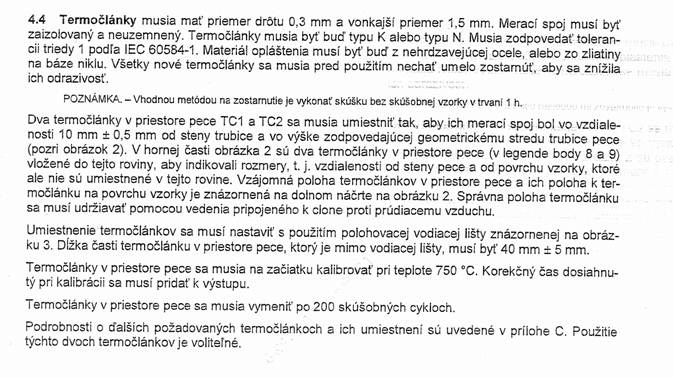 4.4 Termočlánky musia mať priemer drôtu 0,3 mm a vonkajší priemer 1,5 mm. Merací spoj musí byť
zaizolovaný a neuzemnený. Termočlánky musia byť buď typu K alebo typu N. Musia zodpovedať toleran-
cii triedy 1 podľa IEC 60584-1. Materiál opláštenia musí byť buď z nehrdzavejúcej ocele, alebo zo zliatiny
na báze niklu. Všetky nové termočlánky sa musia pred použitím nechať umelo zostarnúť, aby sa znížila
ich odrazivosť.
POZNÁMKA. – Vhodnou metódou na zostarnutie je vykonať skúšku bez skúšobnej vzorky v trvaní 1 h.
Dva termočlánky v priestore pece TC1 a TC2 sa musia umiestniť tak, aby ich merací spoj bol vo vzdiale-
nosti 10 mm ± 0,5 mm od steny trubice a vo výške zodpovedajúcej geometrickému stredu trubice pece
(pozri obrázok 2). V hornej časti obrázka 2 sú dva termočlánky v priestore pece (v legende body 8 a 9)
vložené do tejto roviny, aby indikovali rozmery, t. j. vzdialenosti od steny pece a od povrchu vzorky, ktoré
ale nie sú umiestnené v tejto rovine. Vzájomná poloha termočlánkov v priestore pece a ich poloha k ter-
močlánku na povrchu vzorky je znázornená na dolnom náčrte na obrázku 2. Správna poloha termočlánku
sa musí udržiavať pomocou vedenia pripojeného k clone proti prúdiacemu vzduchu.
Umiestnenie termočlánkov sa musí nastaviť s použitím polohovacej vodiacej lišty znázornenej na obráz-
ku 3. Dĺžka časti termočlánku v priestore pece, ktorý je mimo vodiacej lišty, musí byť 40 mm ± 5 mm.
Termočlánky v priestore pece sa musia na začiatku kalibrovať pri teplote 750 °C. Korekčný čas dosiahnu-
tý pri kalibrácii sa musí pridať k výstupu.
Termočlánky v priestore pece sa musia vymeniť po 200 skúšobných cykloch.
Podrobnosti o ďalších požadovaných termočlánkoch a ich umiestnení sú uvedené v prílohe C. Použitie
týchto dvoch termočlánkov je voliteľné.